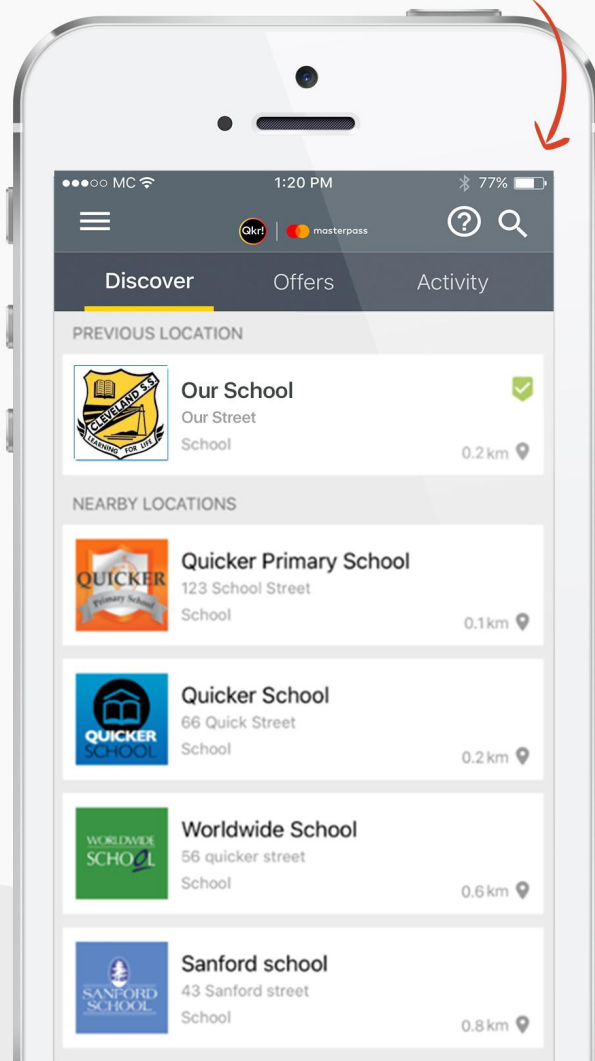 MC
1:20 PM
77%
Qkr!
masterpass
Discover
Offers
Activity
PREVIOUS LOCATION
CLEVELAND S.S.
LEARNING FOR LIFE
Our School
Our Street
School
0.2 km
NEARBY LOCATIONS
QUICKER
Primary School
Quicker Primary School
123 School Street
School
0.1 km
QUICKER
SCHOOL
Quicker School
66 Quick Street
School
0.2 km
WORLDWIDE
SCHOOL
Worldwide School
56 quicker street
School
0.6 km
SANFORD
SCHOOL
Sanford school
43 Sanford street
School
0.8 km